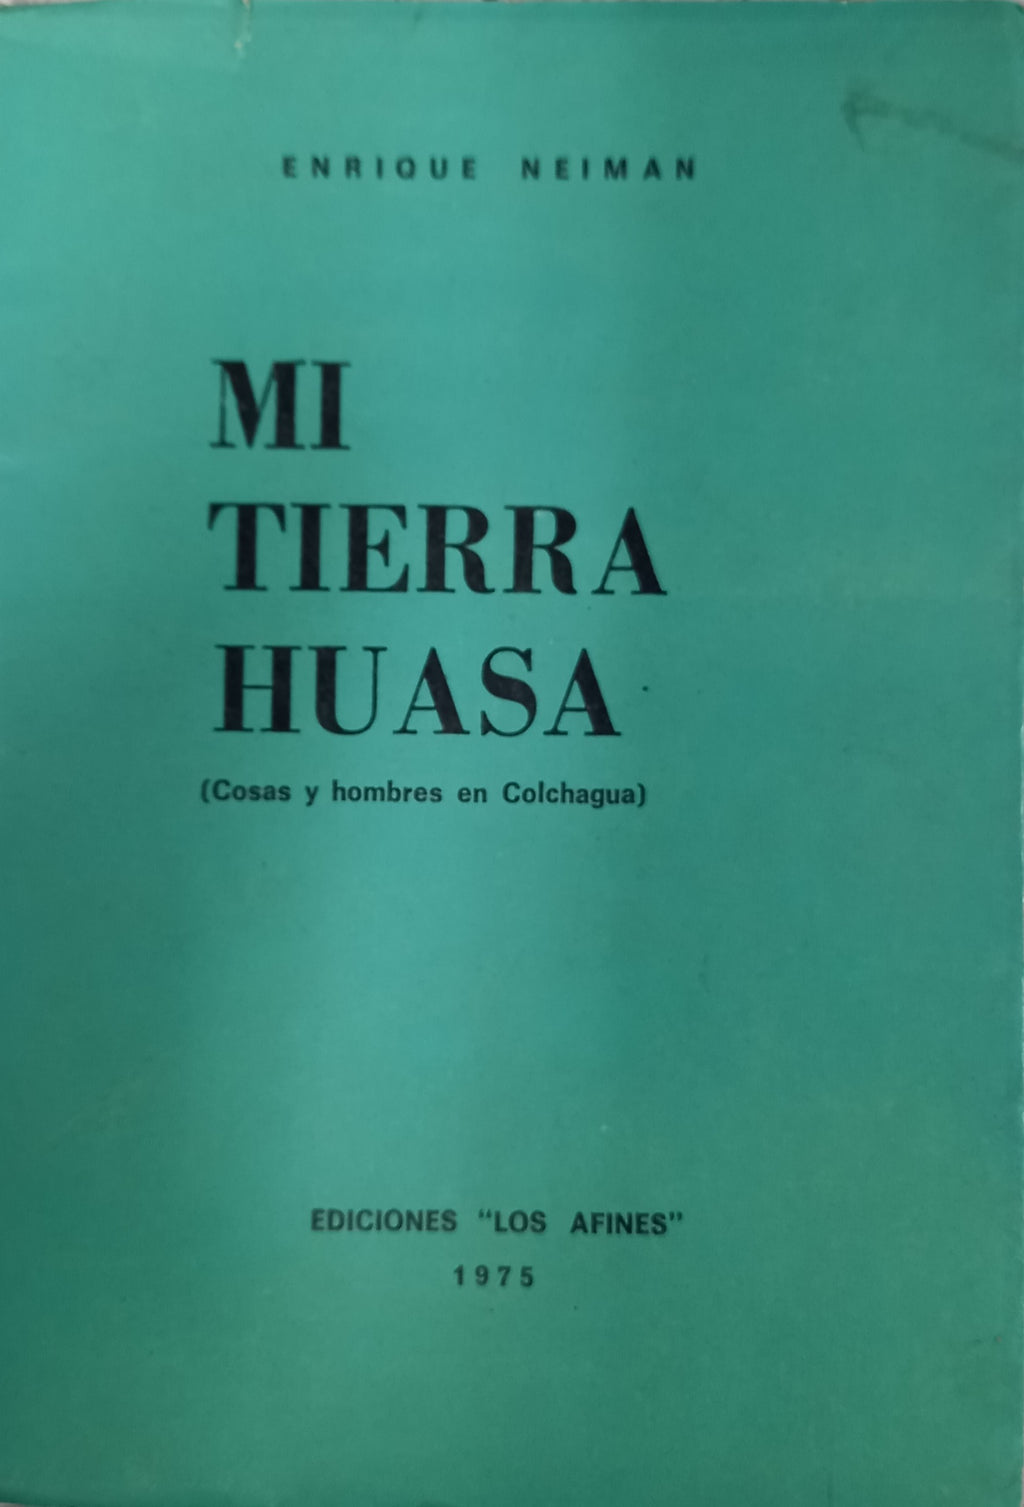 ENRIQUE NEIMAN
MI
TIERRA
HUASA
(Cosas y hombres en Colchagua)
EDICIONES "LOS AFINES"
1975